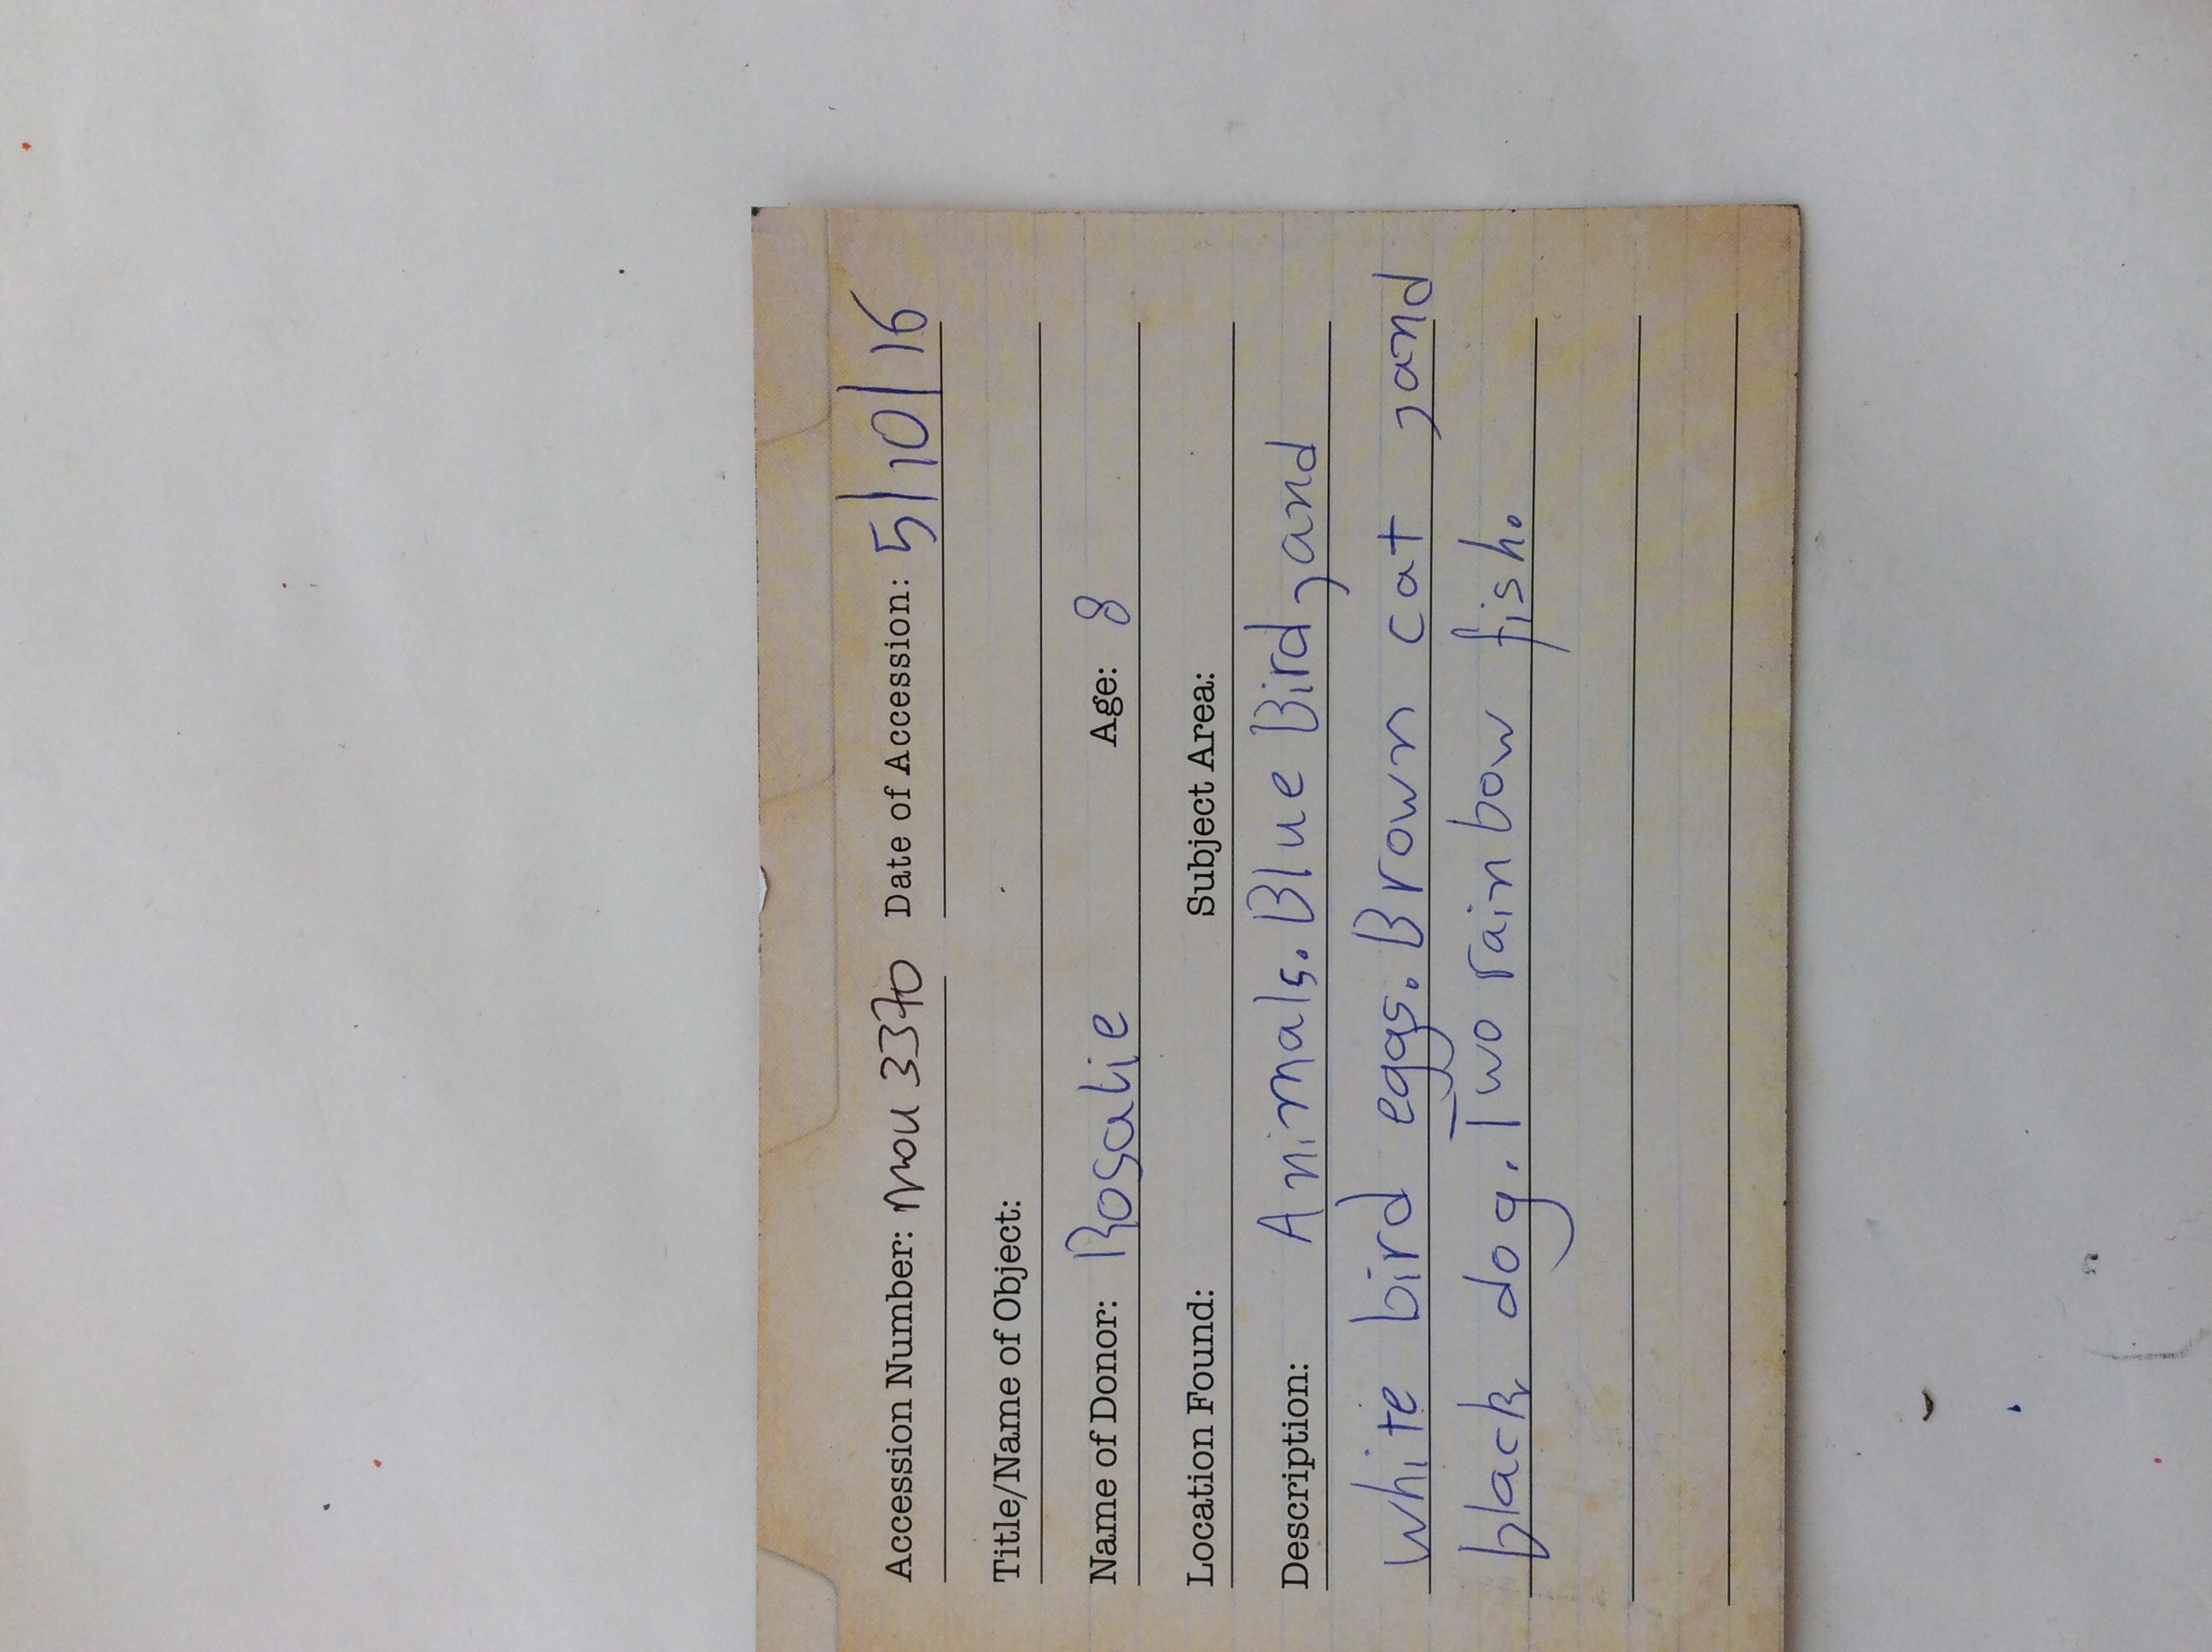 Accession Number: mou 3370 Date of Accession: 5/10/16
Title/Name of Object:
Name of Donor: Rosalie Age: 8
Location Found: Subject Area:
Description: Animals. Blue Bird, and
white bird eggs. Brown cat, and
black dog. Two rainbow fish.